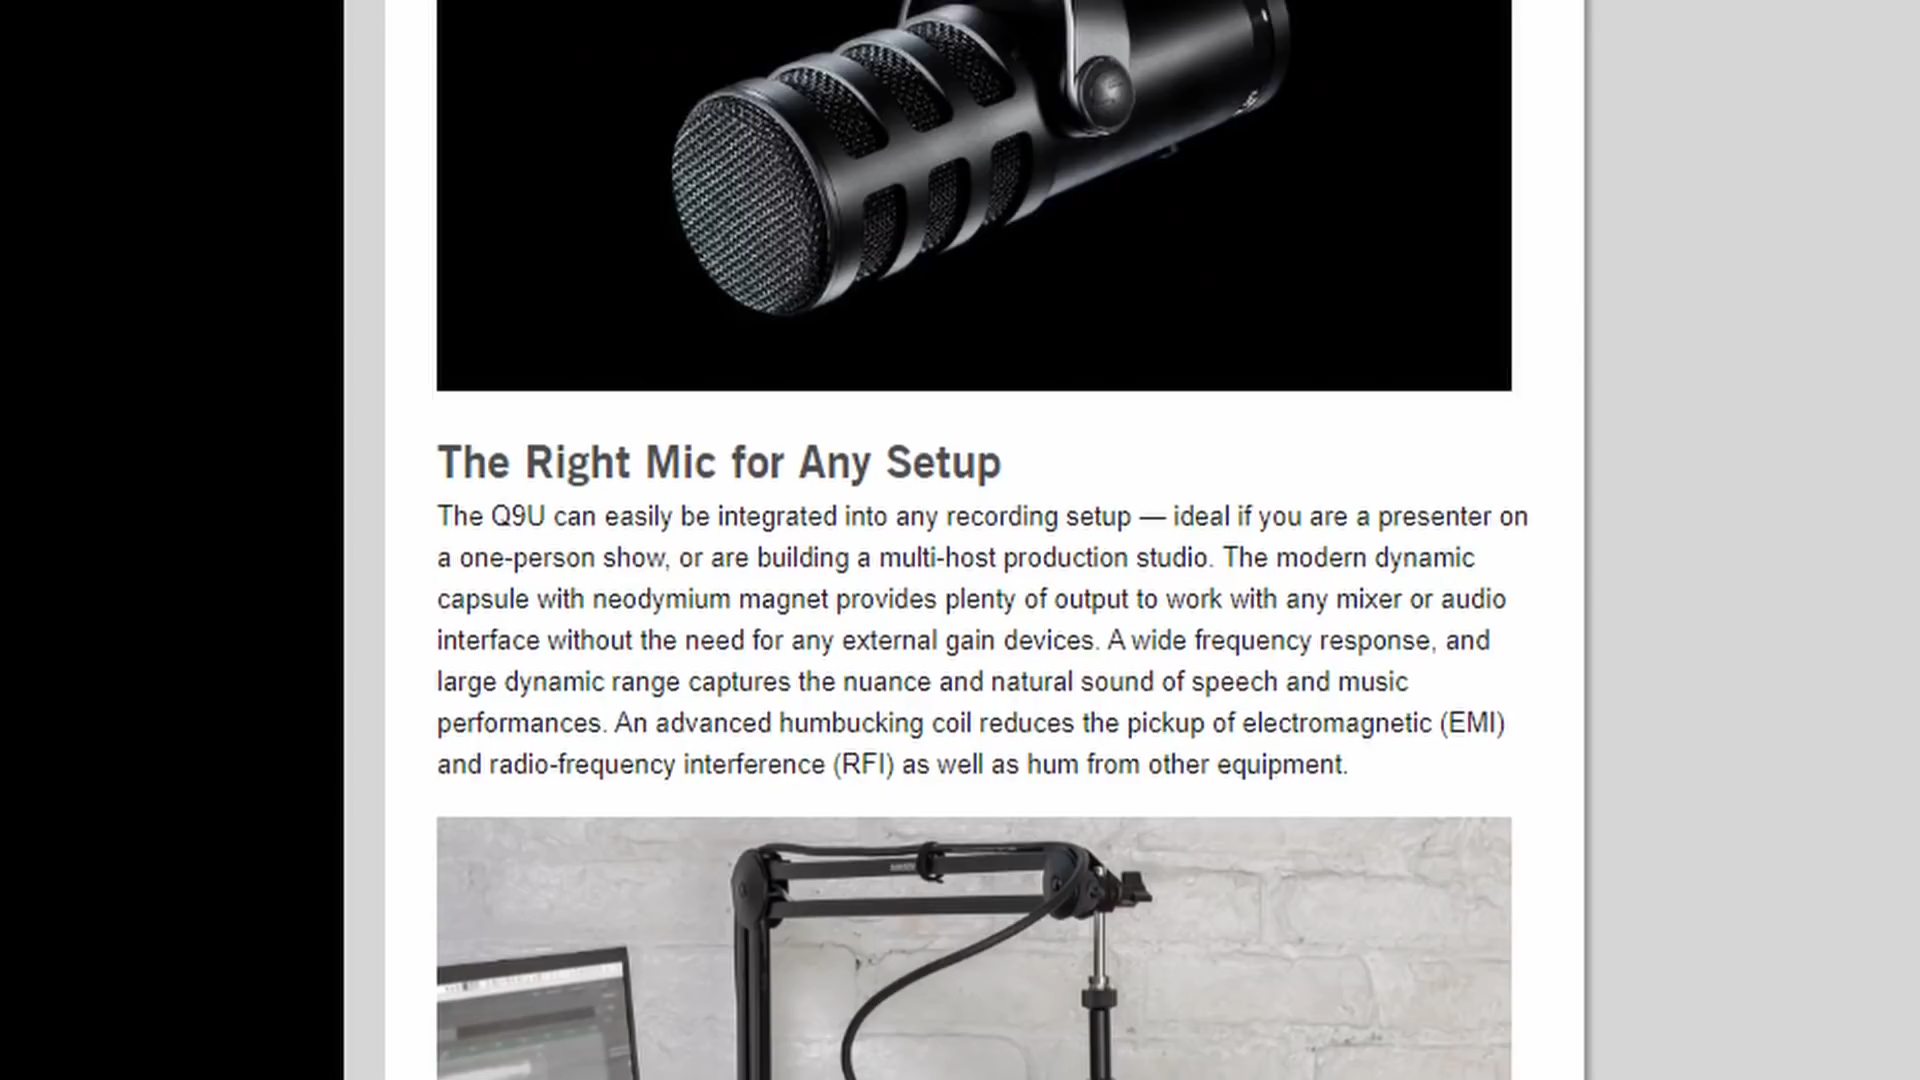 The Right Mic for Any Setup
The Q9U can easily be integrated into any recording setup — ideal if you are a presenter on
a one-person show, or are building a multi-host production studio. The modern dynamic
capsule with neodymium magnet provides plenty of output to work with any mixer or audio
interface without the need for any external gain devices. A wide frequency response, and
large dynamic range captures the nuance and natural sound of speech and music
performances. An advanced humbucking coil reduces the pickup of electromagnetic (EMI)
and radio-frequency interference (RFI) as well as hum from other equipment.